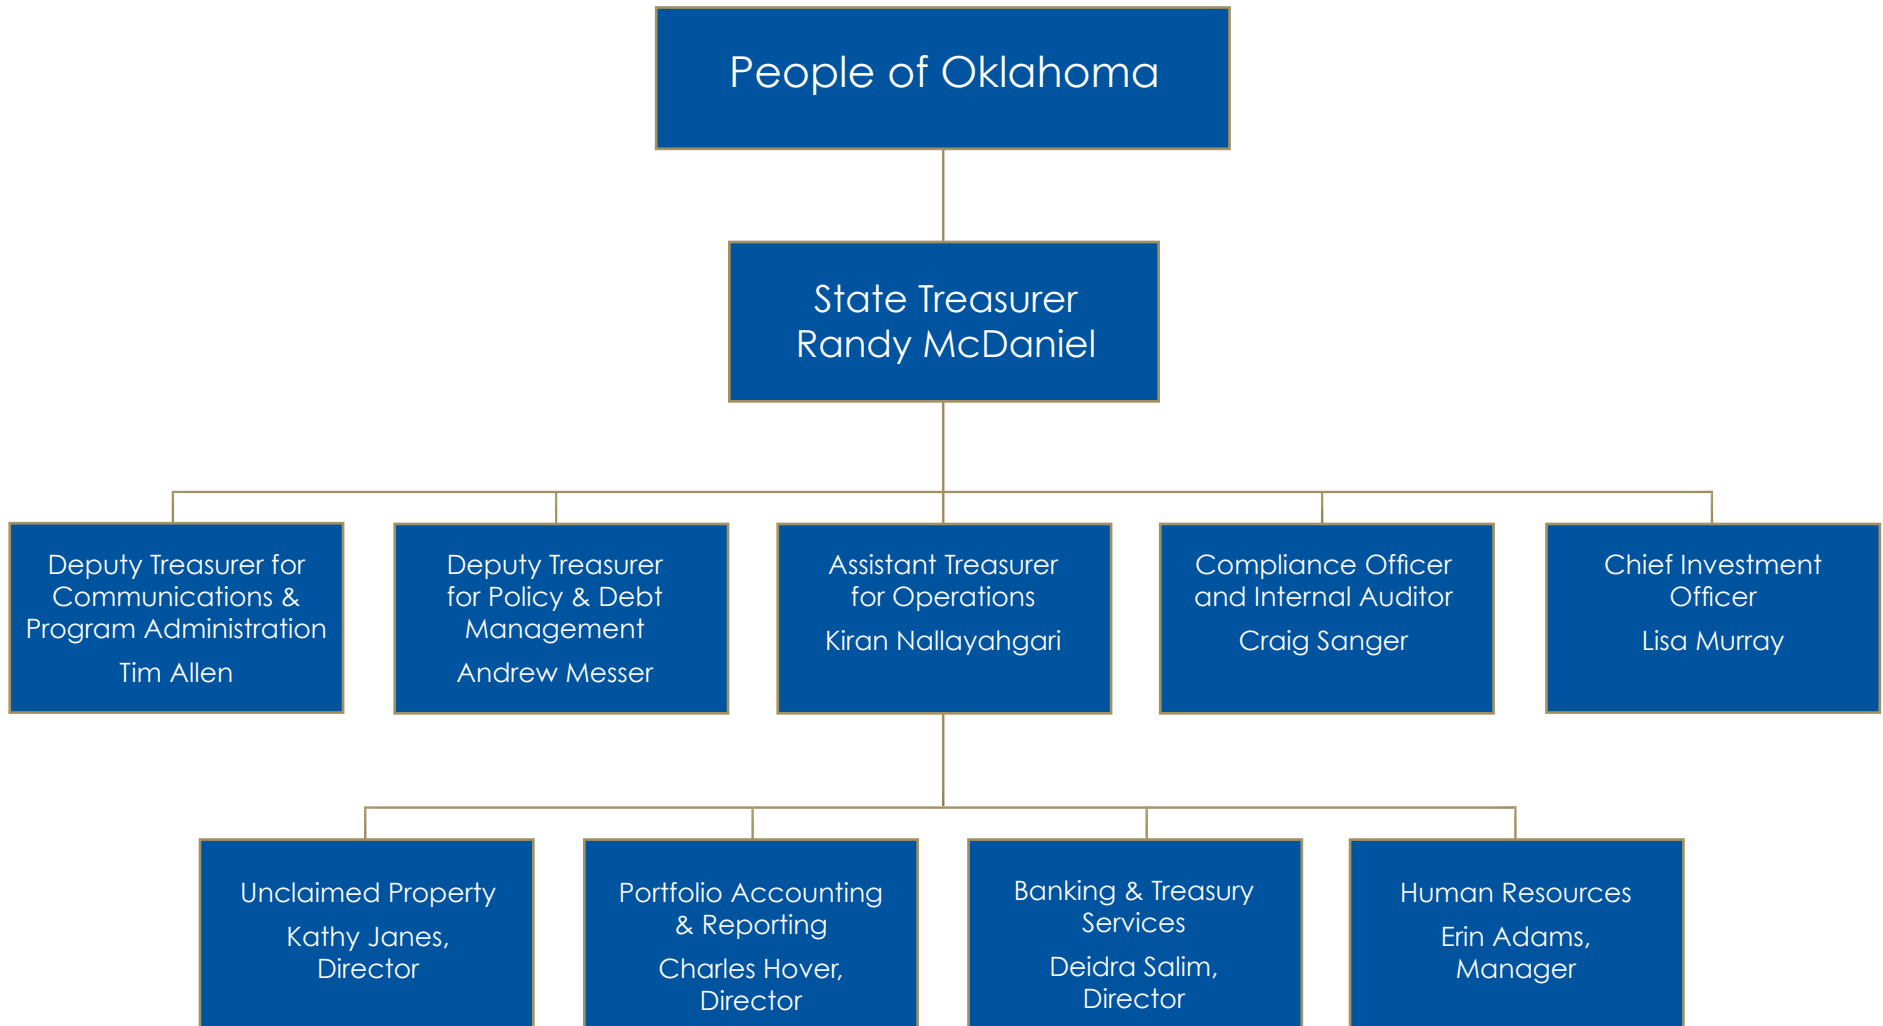 People of Oklahoma
State Treasurer
Randy McDaniel
Deputy Treasurer for
Communications &
Program Administration
Tim Allen
Deputy Treasurer
for Policy & Debt
Management
Andrew Messer
Assistant Treasurer
for Operations
Kiran Nallayahgari
Compliance Officer
and Internal Auditor
Craig Sanger
Chief Investment
Officer
Lisa Murray
Unclaimed Property
Kathy Janes,
Director
Portfolio Accounting
& Reporting
Charles Hover,
Director
Banking & Treasury
Services
Deidra Salim,
Director
Human Resources
Erin Adams,
Manager